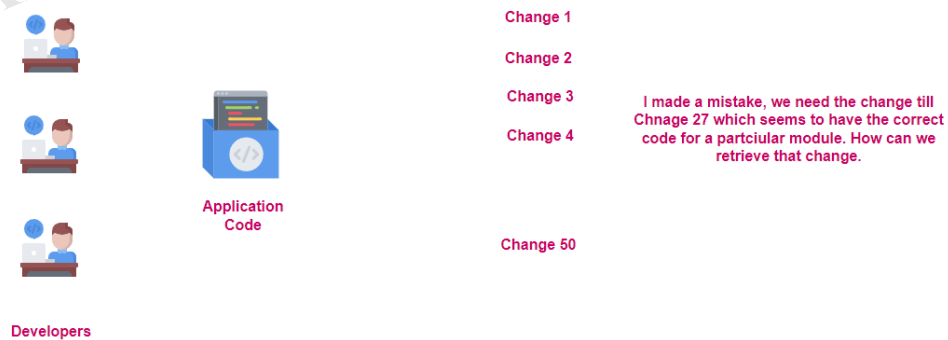 Change 1
Change 2
Change 3
Change 4
I made a mistake, we need the change till
Chnage 27 which seems to have the correct
code for a partciular module. How can we
retrieve that change.
Application
Code
Change 50
Developers